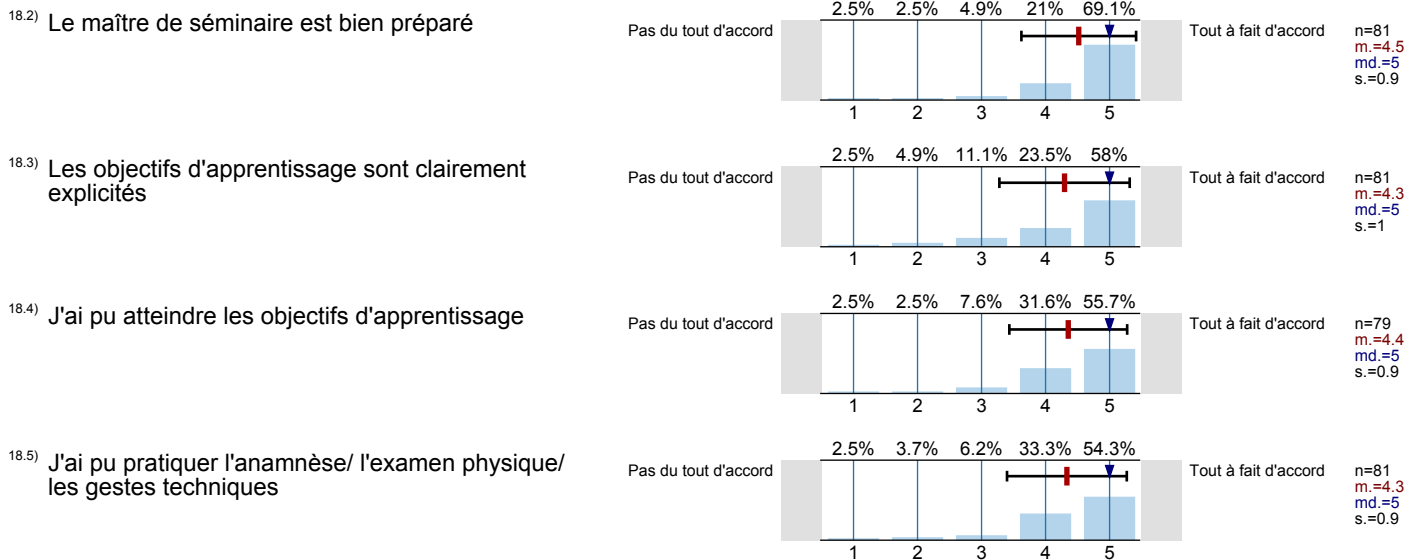 18.2) Le maître de séminaire est bien préparé
2.5% 2.5% 4.9% 21% 69.1%
Pas du tout d'accord
Tout à fait d'accord
n=81
m.=4.5
md.=5
s.=0.9
1 2 3 4 5
18.3) Les objectifs d'apprentissage sont clairement
explicités
2.5% 4.9% 11.1% 23.5% 58%
Pas du tout d'accord
Tout à fait d'accord
n=81
m.=4.3
md.=5
s.=1
1 2 3 4 5
18.4) J'ai pu atteindre les objectifs d'apprentissage
2.5% 2.5% 7.6% 31.6% 55.7%
Pas du tout d'accord
Tout à fait d'accord
n=79
m.=4.4
md.=5
s.=0.9
1 2 3 4 5
18.5) J'ai pu pratiquer l'anamnèse/ l'examen physique/
les gestes techniques
2.5% 3.7% 6.2% 33.3% 54.3%
Pas du tout d'accord
Tout à fait d'accord
n=81
m.=4.3
md.=5
s.=0.9
1 2 3 4 5